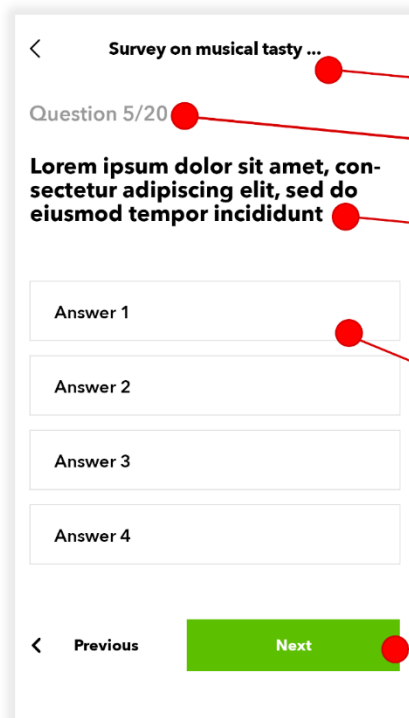 Survey on musical tasty ...
Question 5/20
Lorem ipsum dolor sit amet, con-
sectetur adipiscing elit, sed do
eiusmod tempor incididunt
Answer 1
Answer 2
Answer 3
Answer 4
Previous
Next